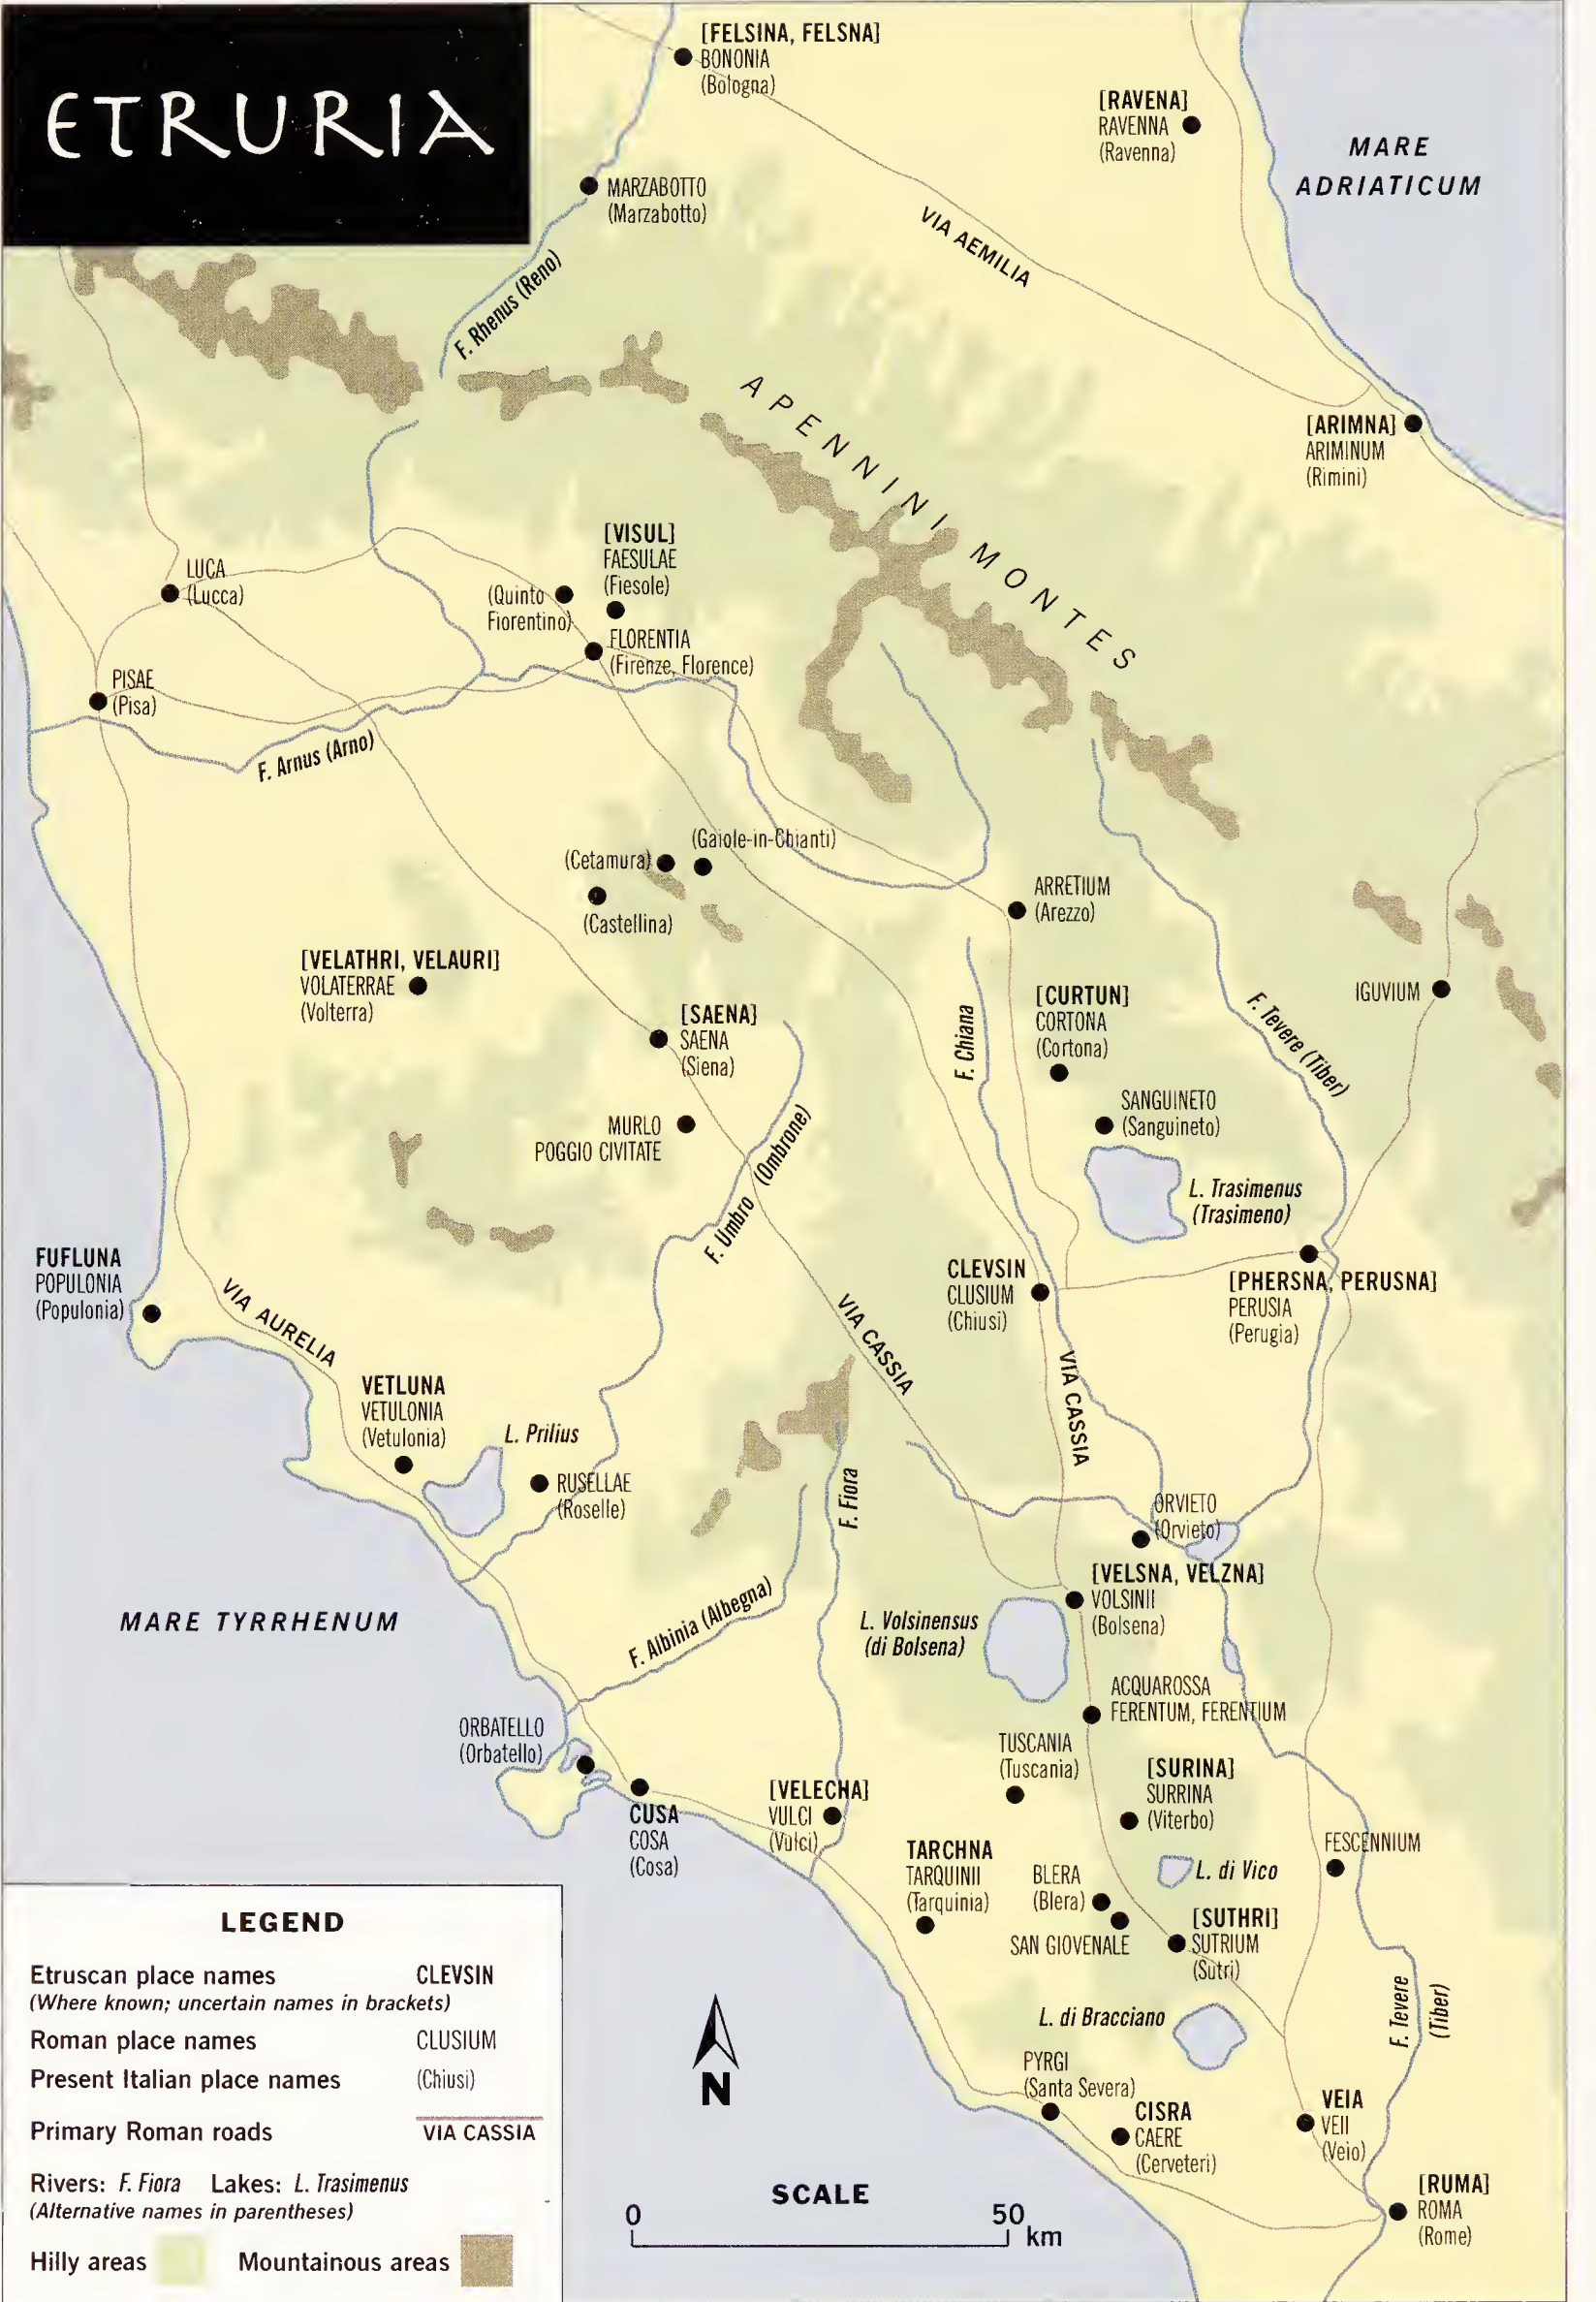 ETRURIA
[FELSINA, FELSNA]
BONONIA
(Bologna)
[RAVENA]
RAVENNA
(Ravenna)
MARE
ADRIATICUM
MARZABOTTO
(Marzabotto)
VIA AEMILIA
F. Rhenus (Reno)
APENNINI MONTES
[ARIMNA]
ARIMINUM
(Rimini)
[VISUL]
FAESULAE
(Fiesole)
LUCA
(Lucca)
(Quinto
Fiorentino)
FLORENTIA
(Firenze, Florence)
PISAE
(Pisa)
F. Arnus (Arno)
(Gaiole-in-Chianti)
(Cetamura)
(Castellina)
ARRETIUM
(Arezzo)
[VELATHRI, VELAURI]
VOLATERRAE
(Volterra)
[SAENA]
SAENA
(Siena)
F. Chiana
[CURTUN]
CORTONA
(Cortona)
F. Tevere (Tiber)
IGUVIUM
MURLO
POGGIO CIVITATE
F. Umbro (Ombrone)
SANGUINETO
(Sanguineto)
L. Trasimenus
(Trasimeno)
FUFLUNA
POPULONIA
(Populonia)
VIA AURELIA
CLEVSIN
CLUSIUM
(Chiusi)
[PHERSNA, PERUSNA]
PERUSIA
(Perugia)
VIA CASSIA
VIA CASSIA
VETLUNA
VETULONIA
(Vetulonia)
L. Prilius
RUSELLAE
(Roselle)
F. Fiora
ORVIETO
(Orvieto)
[VELSNA, VELZNA]
VOLSINII
(Bolsena)
MARE TYRRHENUM
F. Albinia (Albegna)
L. Volsinensus
(di Bolsena)
ACQUAROSSA
FERENTUM, FERENTIUM
ORBATELLO
(Orbatello)
TUSCANIA
(Tuscania)
[SURINA]
SURRINA
(Viterbo)
CUSA
COSA
(Cosa)
[VELECHA]
VULCI
(Vulci)
TARCHNA
TARQUINII
(Tarquinia)
BLERA
(Blera)
L. di Vico
FESCENNIUM
SAN GIOVENALE
[SUTHRI]
SUTRIUM
(Sutri)
L. di Bracciano
F. Tevere
(Tiber)
PYRGI
(Santa Severa)
CISRA
CAERE
(Cerveteri)
VEIA
VEII
(Veio)
[RUMA]
ROMA
(Rome)
LEGEND
Etruscan place names CLEVSIN
(Where known; uncertain names in brackets)
Roman place names CLUSIUM
Present Italian place names (Chiusi)
Primary Roman roads VIA CASSIA
Rivers: F. Fiora Lakes: L. Trasimenus
(Alternative names in parentheses)
Hilly areas Mountainous areas
N
SCALE
0 50
km